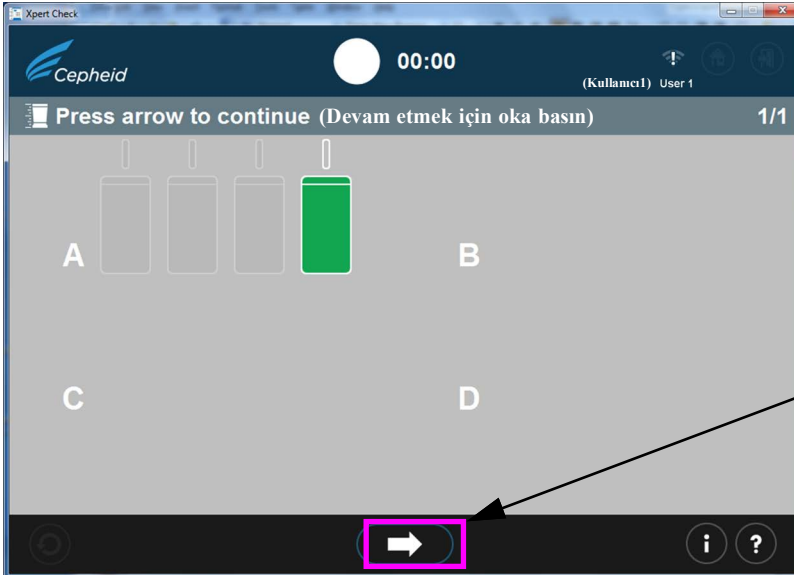 Xpert Check
Cepheid
00:00
(Kullanıcı1) User 1
Press arrow to continue (Devam etmek için oka basın) 1/1
A B
C D
i ?